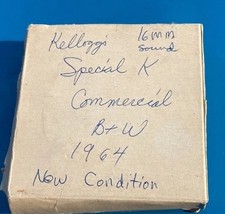 Kellogg's 16mm
Sound
Special K
Commercial
B+W
1964
New Condition